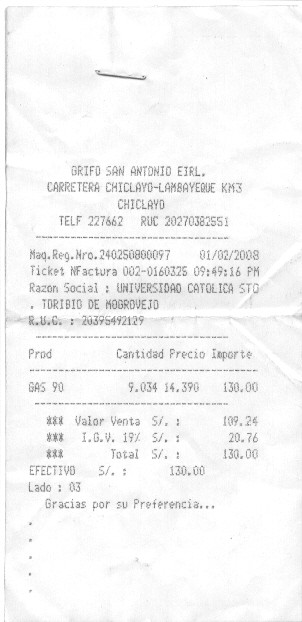 GRIFO SAN ANTONIO EIRL.
CARRETERA CHICLAYO-LAMBAYEQUE KM3
CHICLAYO
TELF 227662 RUC 20270382551
Maq.Reg.Nro.240250800097 01/02/2008
Ticket NFactura 002-0160325 09:49:16 PM
Razon Social : UNIVERSIDAD CATOLICA STO
. TORIBIO DE MOGROVEJO
R.U.C. : 20395492129
Prod Cantidad Precio Importe
GAS 90 9.034 14.390 130.00
*** Valor Venta S/. : 109.24
*** I.G.V. 19% S/. : 20.76
*** Total S/. : 130.00
EFECTIVO S/. : 130.00
Lado : 03
Gracias por su Preferencia...